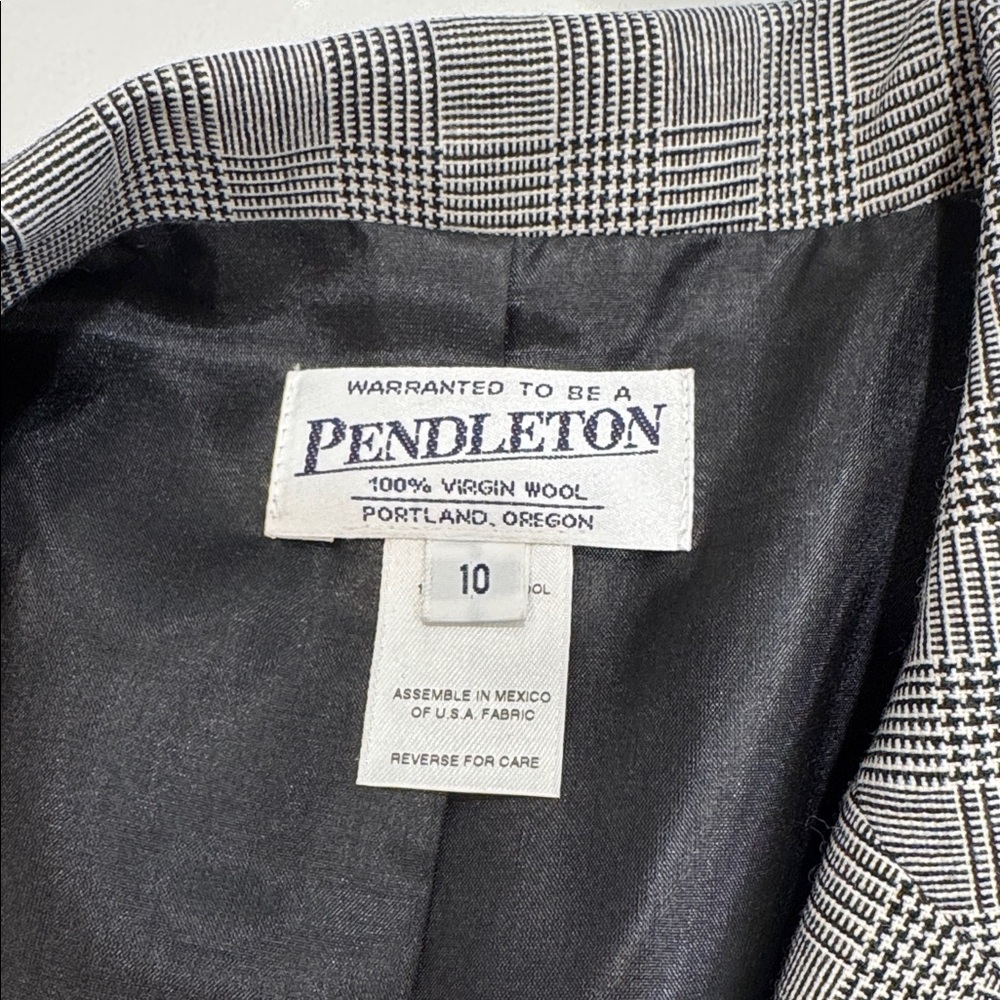 WARRANTED TO BE A
PENDLETON
100% VIRGIN WOOL
PORTLAND, OREGON
10
ASSEMBLE IN MEXICO
OF U.S.A. FABRIC
REVERSE FOR CARE